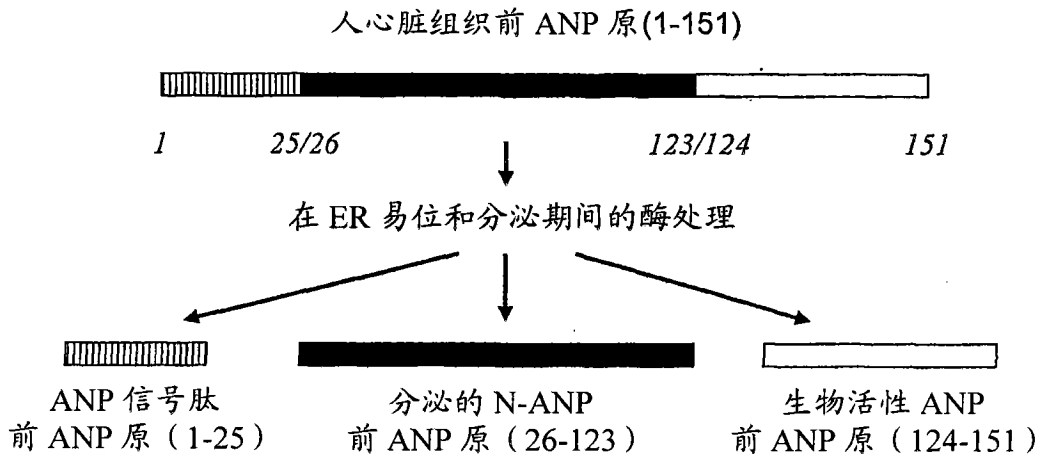 人心脏组织前 ANP 原(1-151)
1 25/26 123/124 151
在 ER 易位和分泌期间的酶处理
ANP 信号肽 分泌的 N-ANP 生物活性 ANP
前 ANP 原（1-25） 前 ANP 原（26-123） 前 ANP 原（124-151）